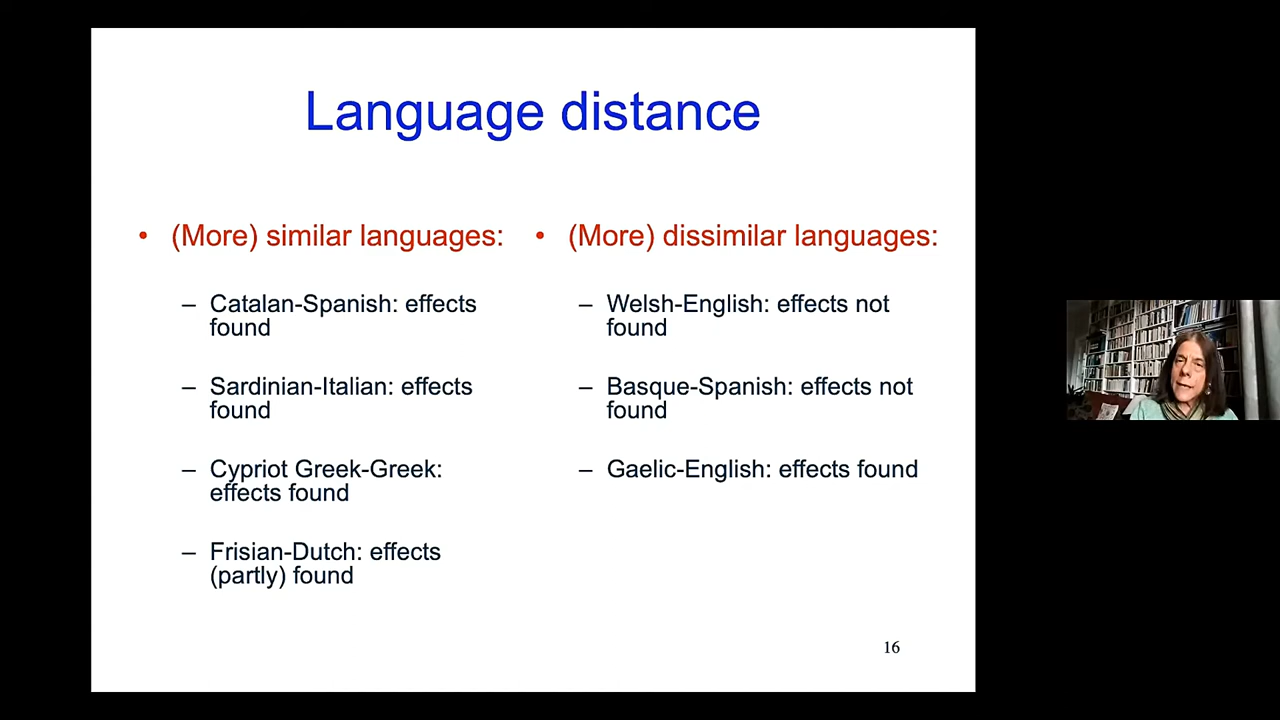 Language distance
• (More) similar languages:
– Catalan-Spanish: effects
found
– Sardinian-Italian: effects
found
– Cypriot Greek-Greek:
effects found
– Frisian-Dutch: effects
(partly) found
• (More) dissimilar languages:
– Welsh-English: effects not
found
– Basque-Spanish: effects not
found
– Gaelic-English: effects found
16